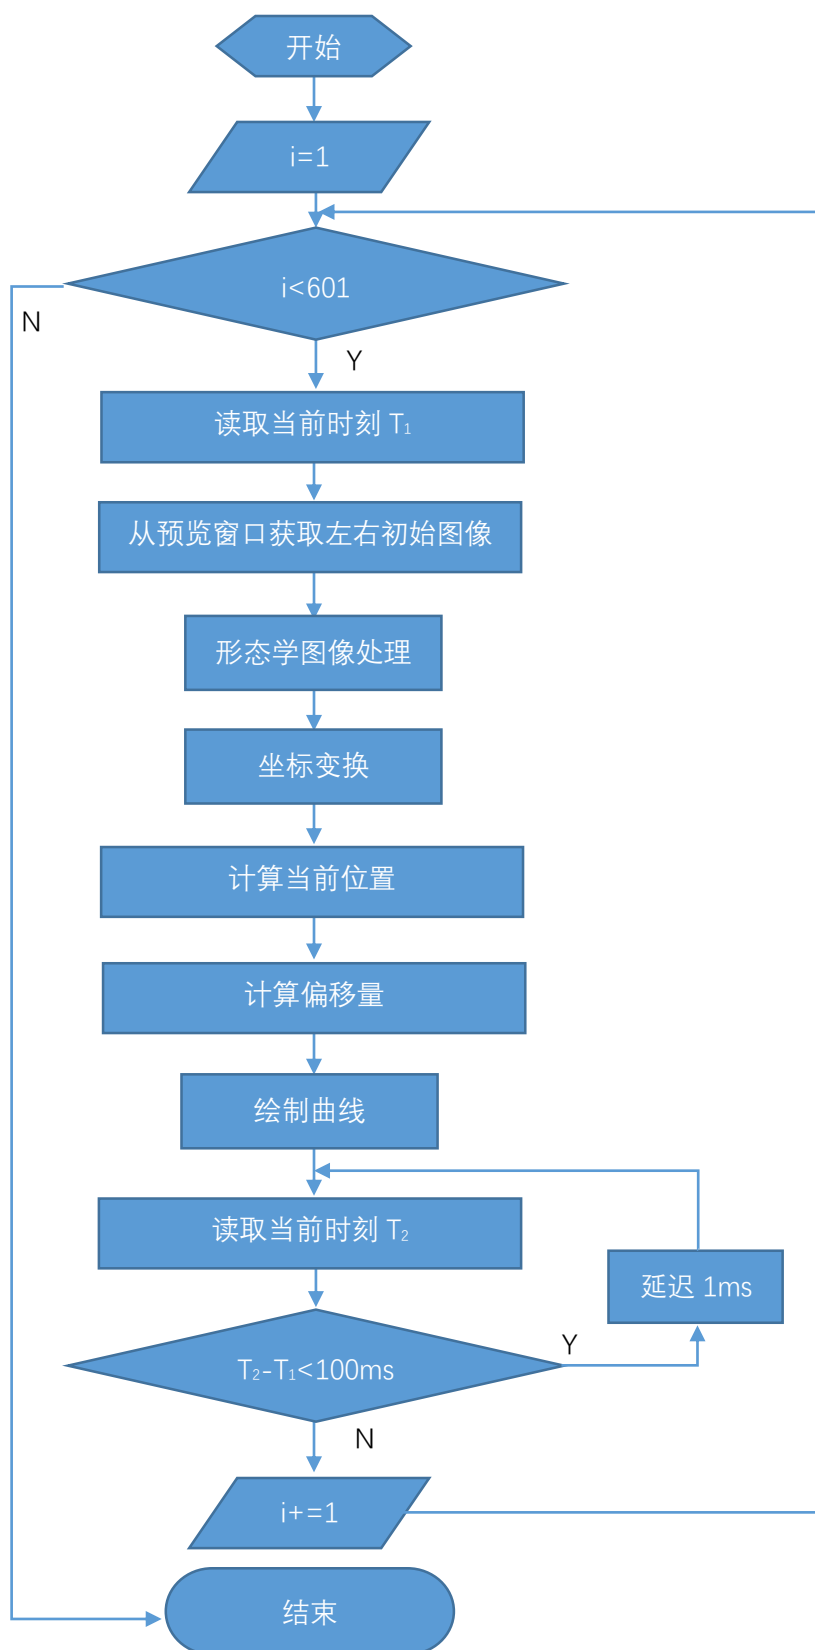 开始
i=1
i<601
N
Y
读取当前时刻 T₁
从预览窗口获取左右初始图像
形态学图像处理
坐标变换
计算当前位置
计算偏移量
绘制曲线
读取当前时刻 T₂
延迟 1ms
Y
T₂-T₁<100ms
N
i+=1
结束